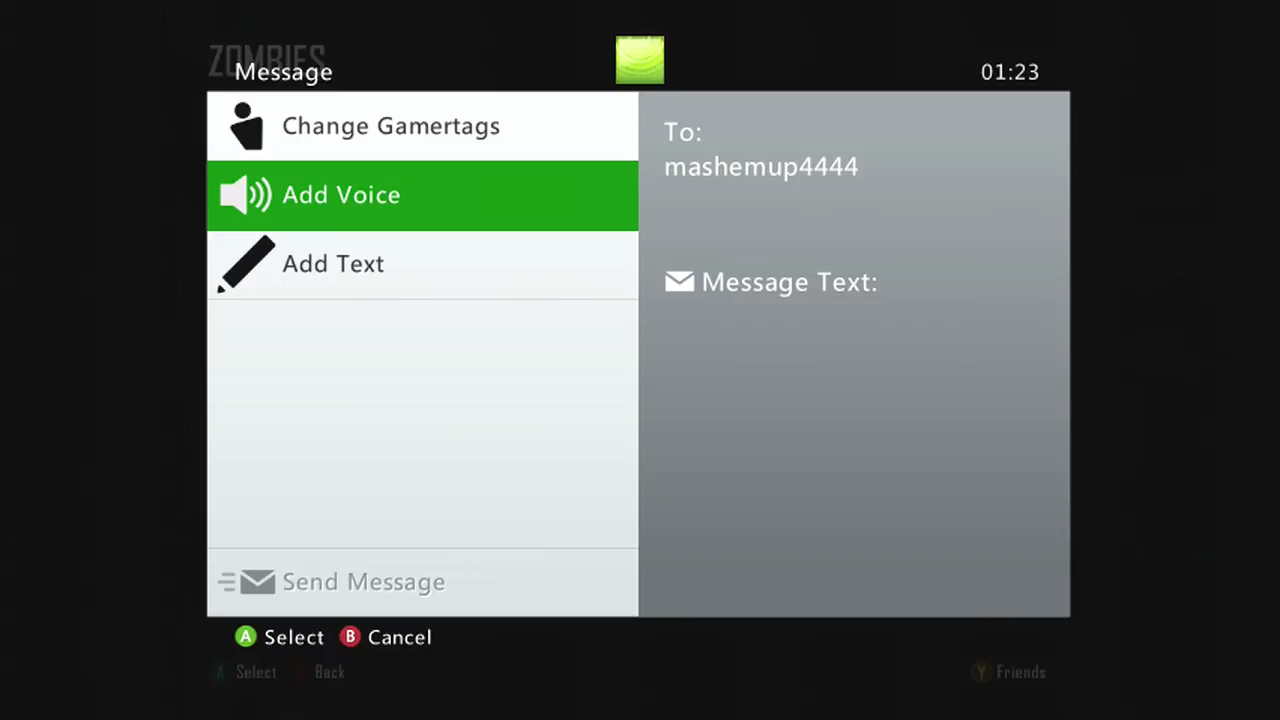 ZOMBIES
Message
01:23
Change Gamertags
Add Voice
Add Text
Send Message
To:
mashemup4444
Message Text:
A Select B Cancel
A Select Back
Y Friends